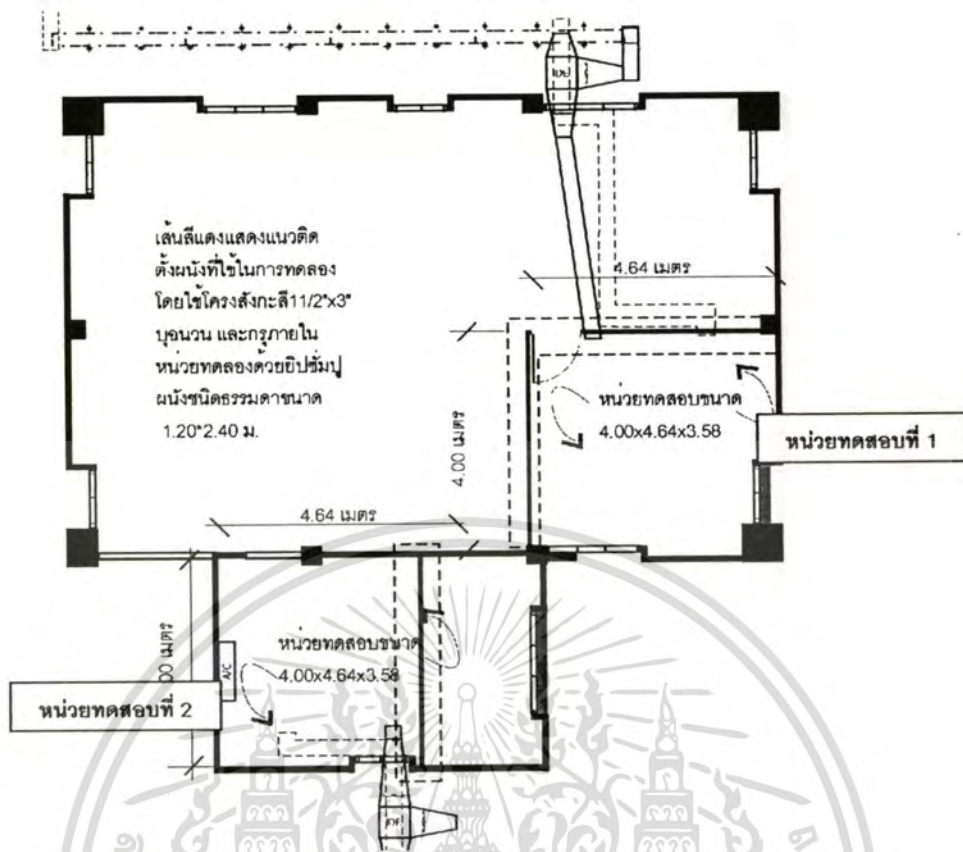 เส้นสีแดงแสดงแนวติด
ตั้งผนังที่ใช้ในการทดลอง
โดยใช้โครงสังกะสี11/2"x3"
บุฉนวน และกรุภายใน
หน่วยทดลองด้วยยิปซั่มปู
ผนังชนิดธรรมดาขนาด
1.20*2.40 ม.
4.64 เมตร
4.00 เมตร
หน่วยทดสอบขนาด
4.00x4.64x3.58
หน่วยทดสอบที่ 1
4.64 เมตร
00 เมตร
A/C
หน่วยทดสอบขนาด
4.00x4.64x3.58
หน่วยทดสอบที่ 2